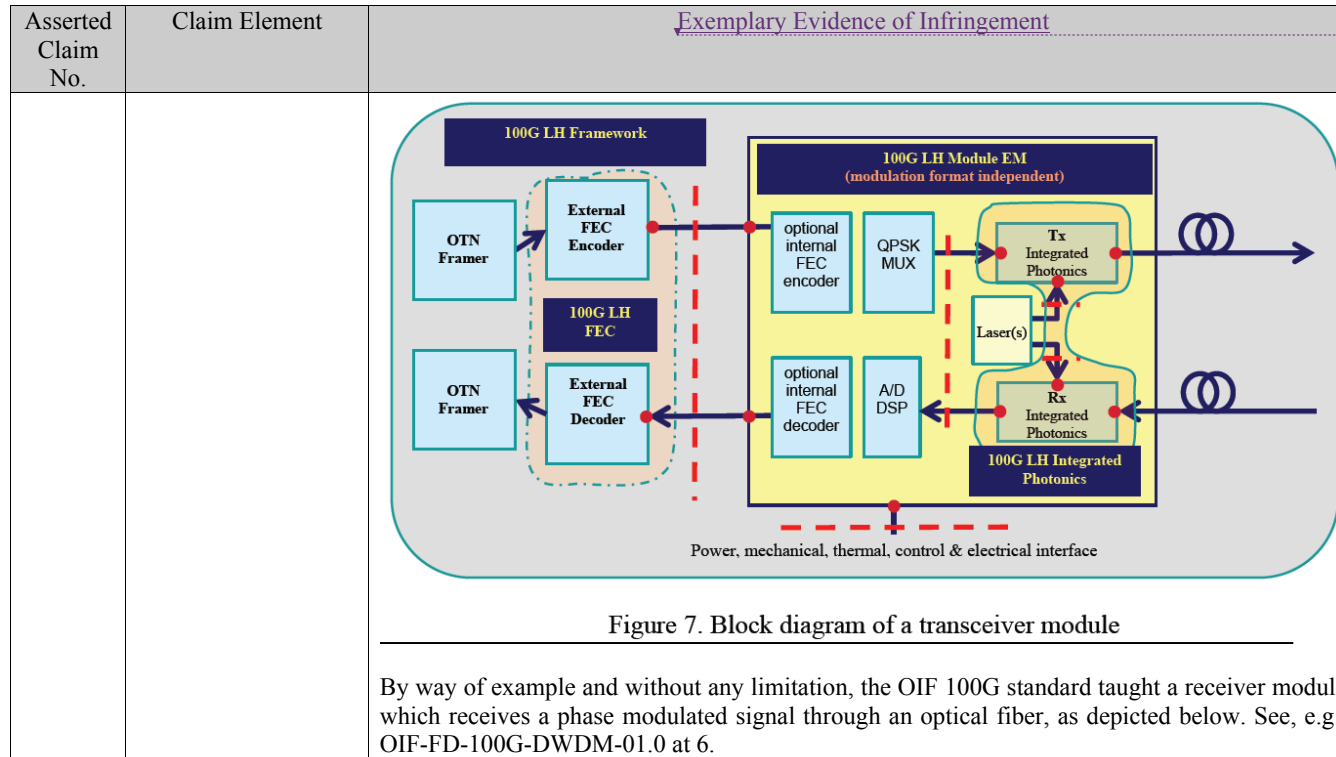 Asserted
Claim
No.
Claim Element
Exemplary Evidence of Infringement
100G LH Framework
100G LH Module EM
(modulation format independent)
OTN
Framer
External
FEC
Encoder
optional
internal
FEC
encoder
QPSK
MUX
Tx
Integrated
Photonics
100G LH
FEC
Laser(s)
OTN
Framer
External
FEC
Decoder
optional
internal
FEC
decoder
A/D
DSP
Rx
Integrated
Photonics
100G LH Integrated
Photonics
Power, mechanical, thermal, control & electrical interface
Figure 7. Block diagram of a transceiver module
By way of example and without any limitation, the OIF 100G standard taught a receiver modul
which receives a phase modulated signal through an optical fiber, as depicted below. See, e.g
OIF-FD-100G-DWDM-01.0 at 6.